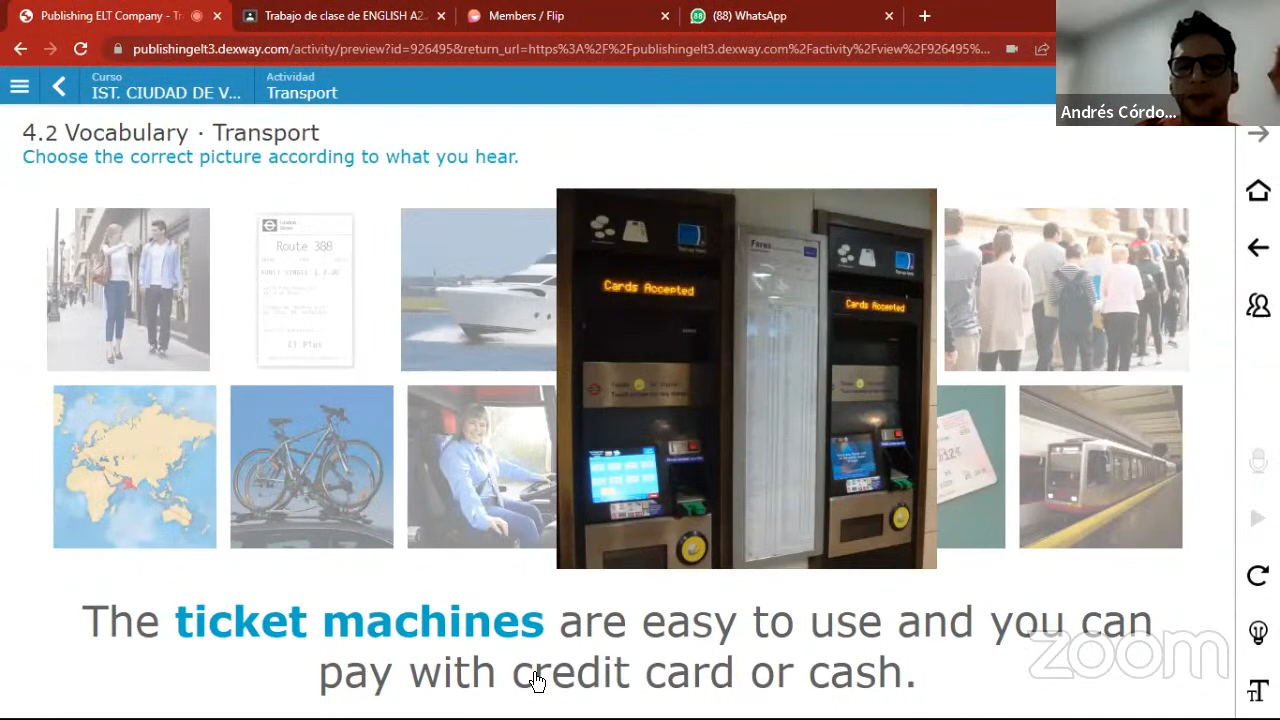 Publishing ELT Company - Tr
Trabajo de clase de ENGLISH A2
Members / Flip
88
(88) WhatsApp
publishingelt3.dexway.com/activity/preview?id=926495&return_url=https%3A%2F%2Fpublishingelt3.dexway.com%2Factivity%2Fview%2F926495%...
Curso
IST. CIUDAD DE V...
Actividad
Transport
Andrés Córdo...
4.2 Vocabulary · Transport
Choose the correct picture according to what you hear.
Route 388
Fares
Cards Accepted
Cards Accepted
The ticket machines are easy to use and you can
pay with credit card or cash.
zoom
TT